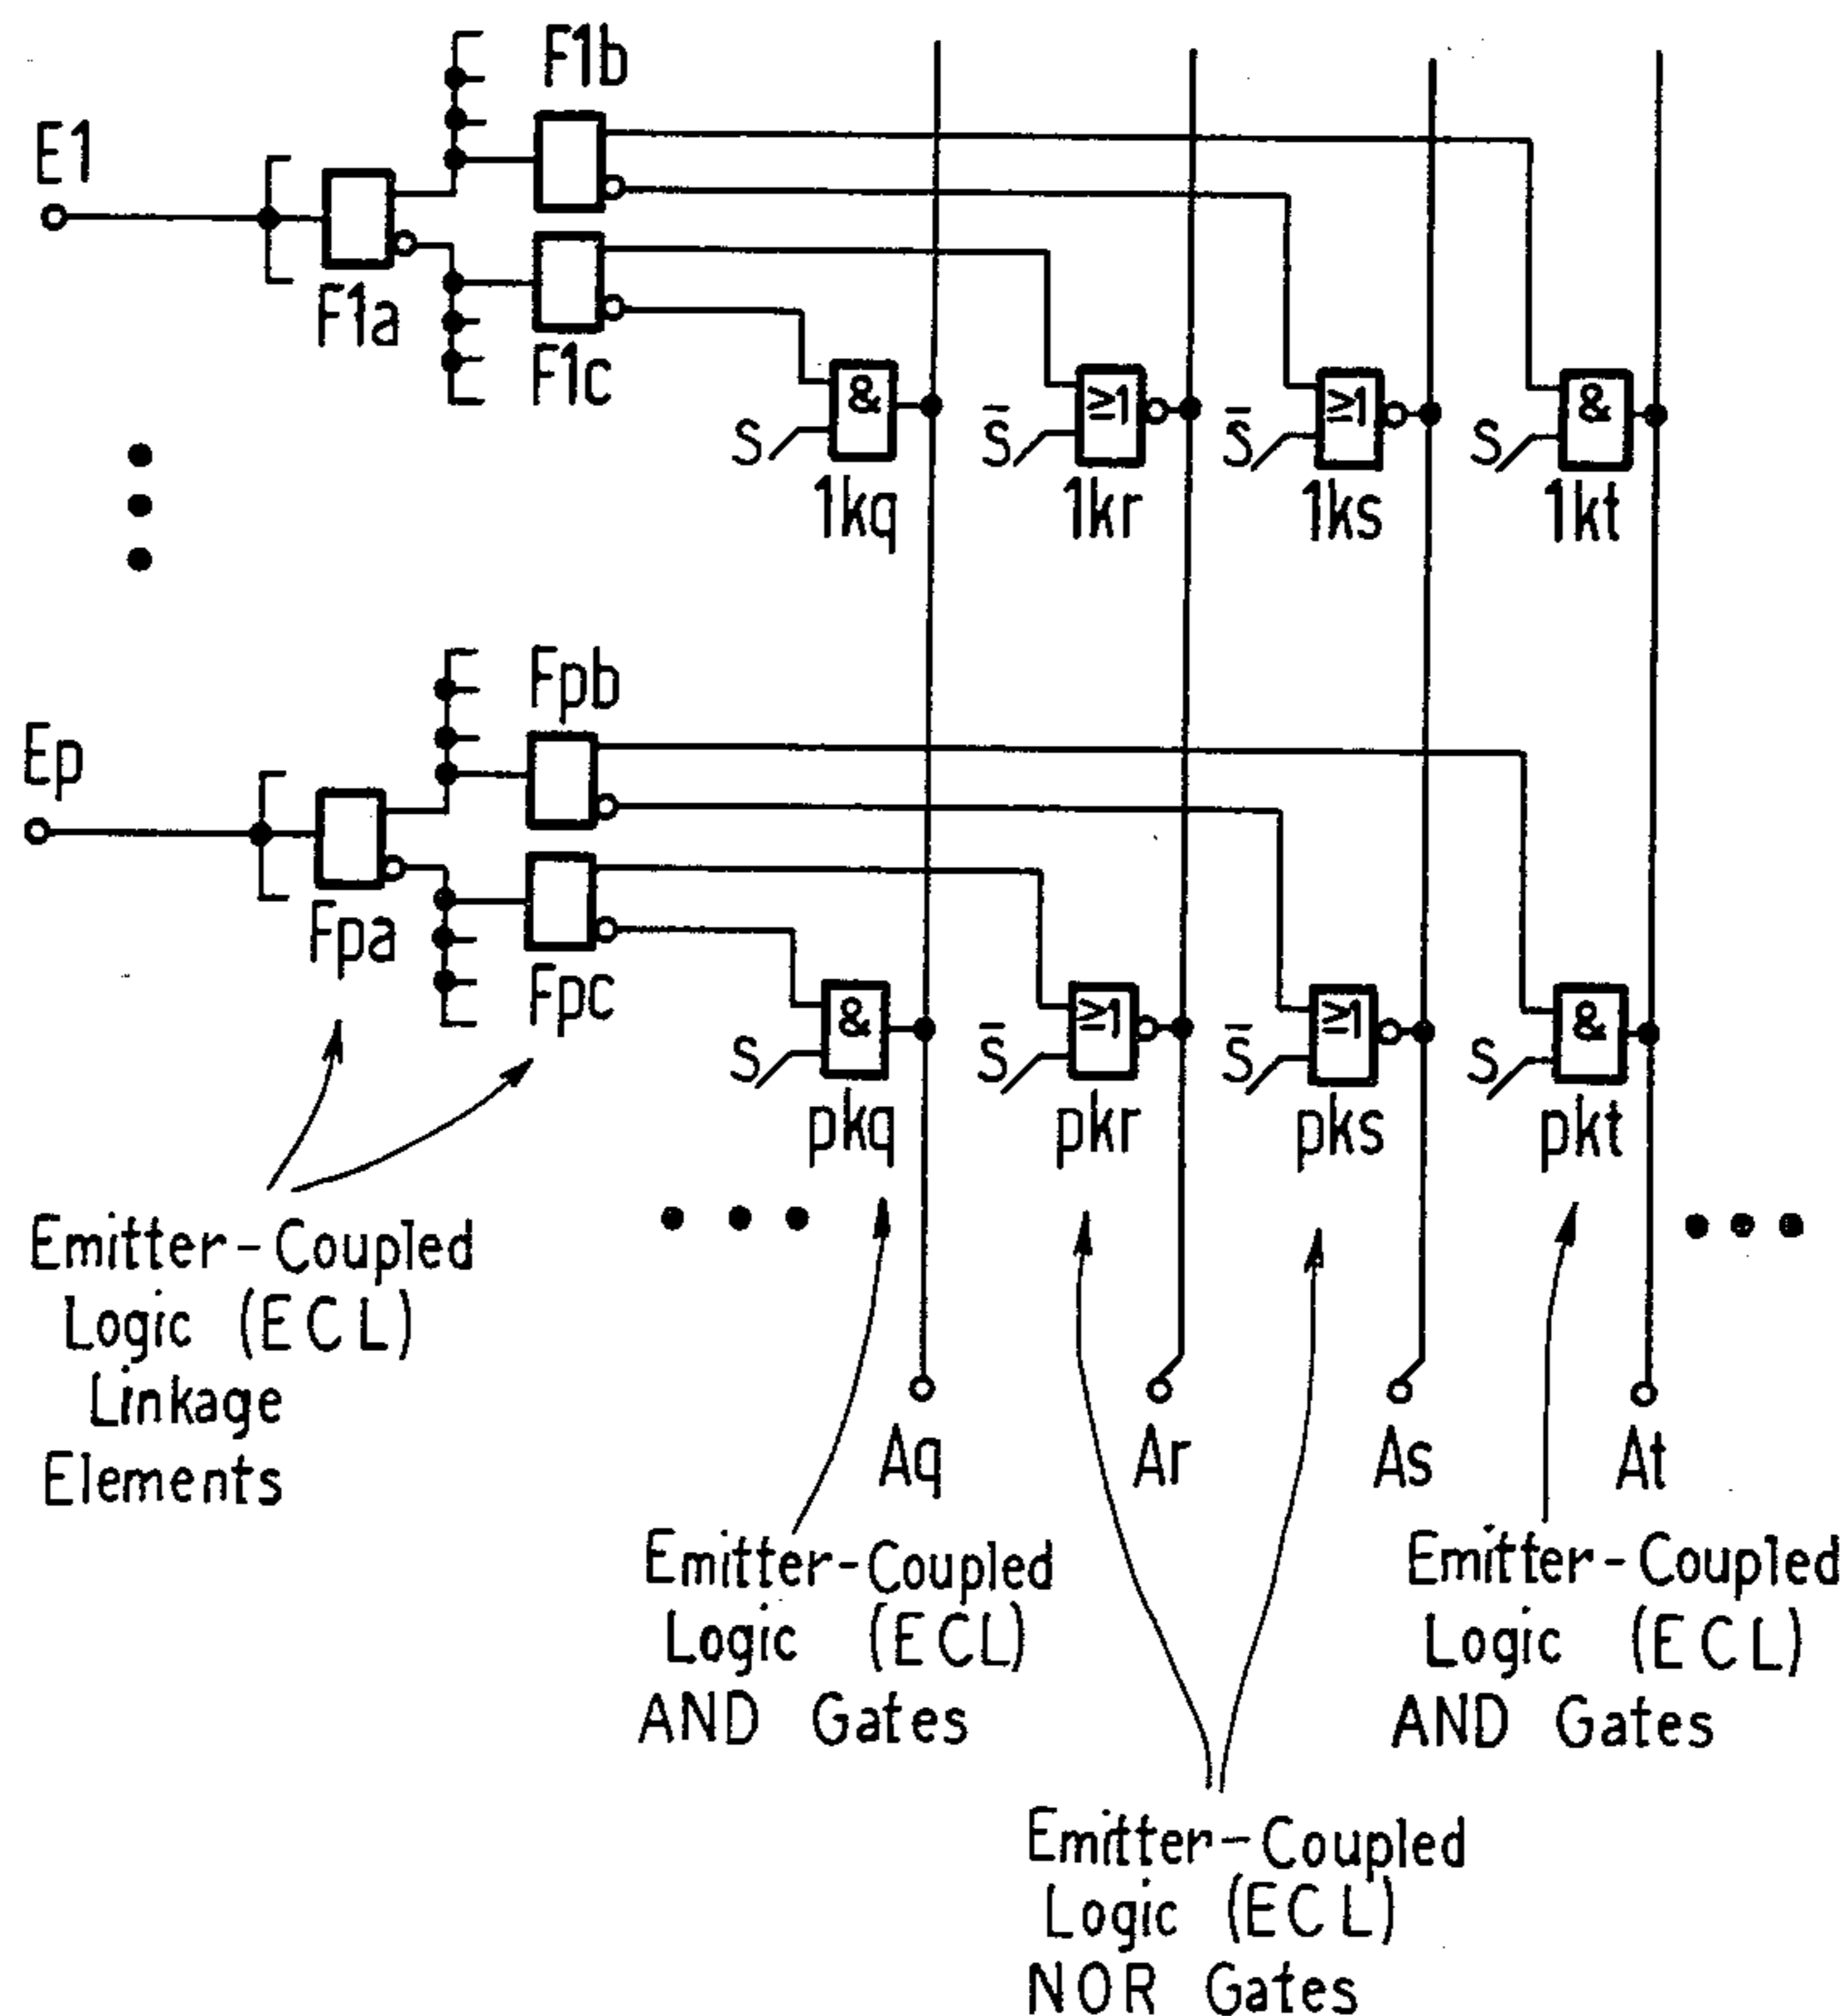 F1b
E1
F1a
F1c
& ≥1 ≥1 &
S S̅ S̅ S
1kq 1kr 1ks 1kt
Fpb
Ep
Fpa
Fpc
& ≥1 ≥1 &
S S̅ S̅ S
pkq pkr pks pkt
Emitter-Coupled
Logic (ECL)
Linkage
Elements
Aq Ar As At
Emitter-Coupled
Logic (ECL)
AND Gates
Emitter-Coupled
Logic (ECL)
AND Gates
Emitter-Coupled
Logic (ECL)
NOR Gates